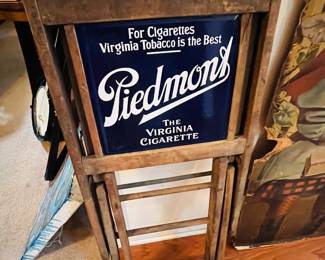 For Cigarettes
Virginia Tobacco is the Best
Piedmont
THE
VIRGINIA
CIGARETTE